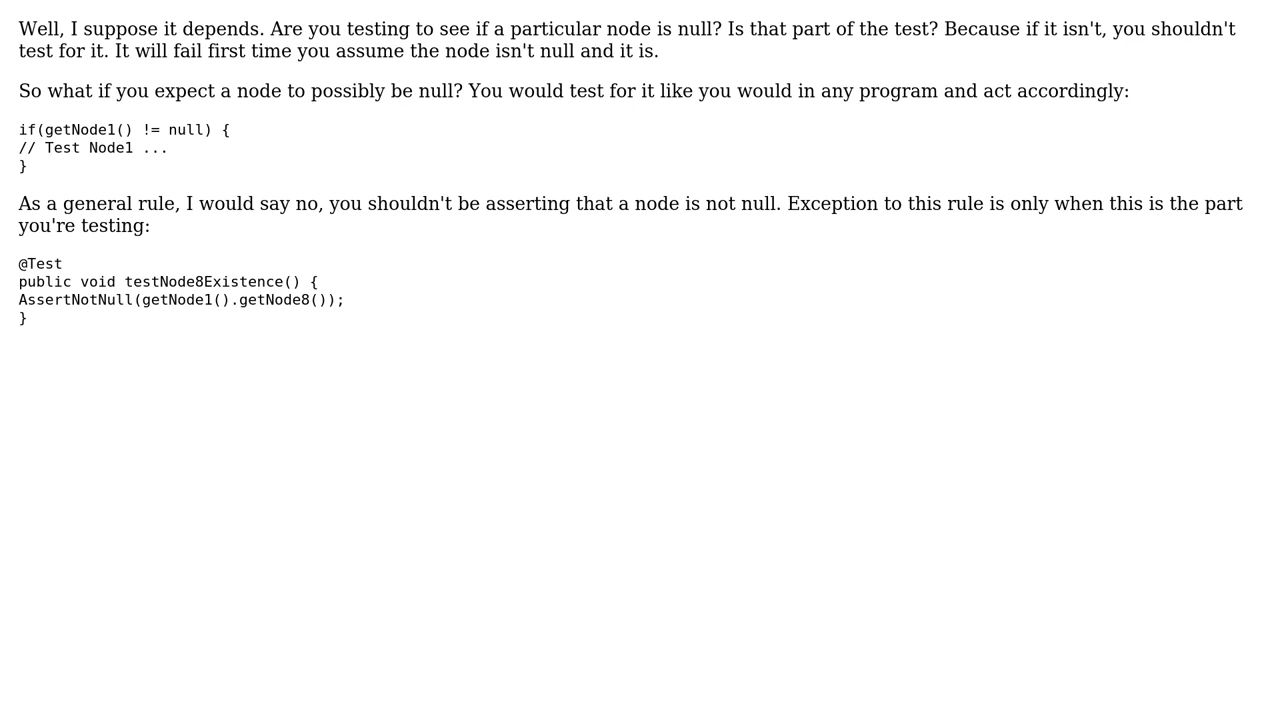 Well, I suppose it depends. Are you testing to see if a particular node is null? Is that part of the test? Because if it isn't, you shouldn't
test for it. It will fail first time you assume the node isn't null and it is.
So what if you expect a node to possibly be null? You would test for it like you would in any program and act accordingly:
if(getNode1() != null) {
// Test Node1 ...
}
As a general rule, I would say no, you shouldn't be asserting that a node is not null. Exception to this rule is only when this is the part
you're testing:
@Test
public void testNode8Existence() {
AssertNotNull(getNode1().getNode8());
}